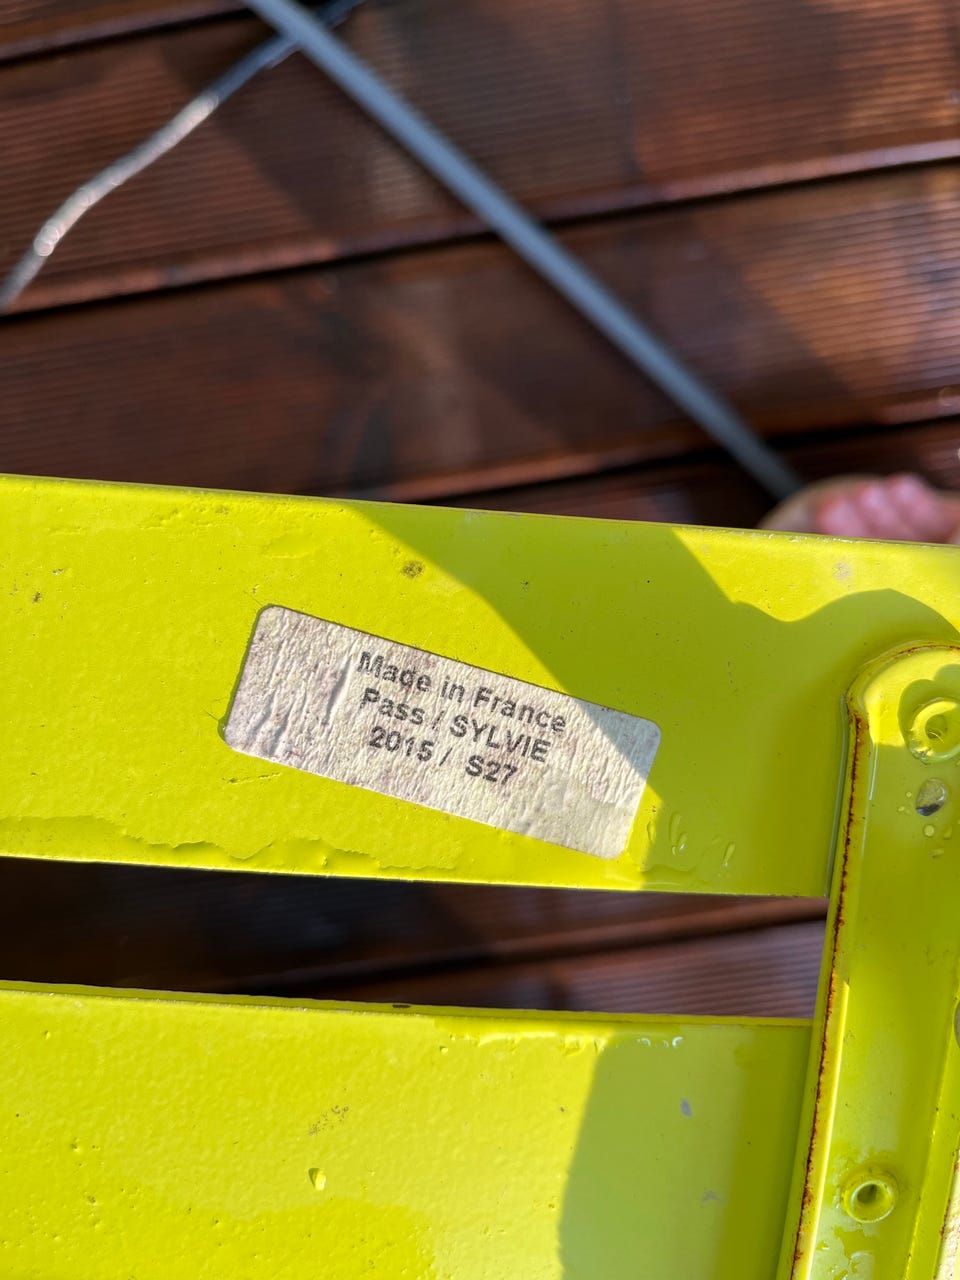 Made in France
Pass / SYLVIE
2015 / S27